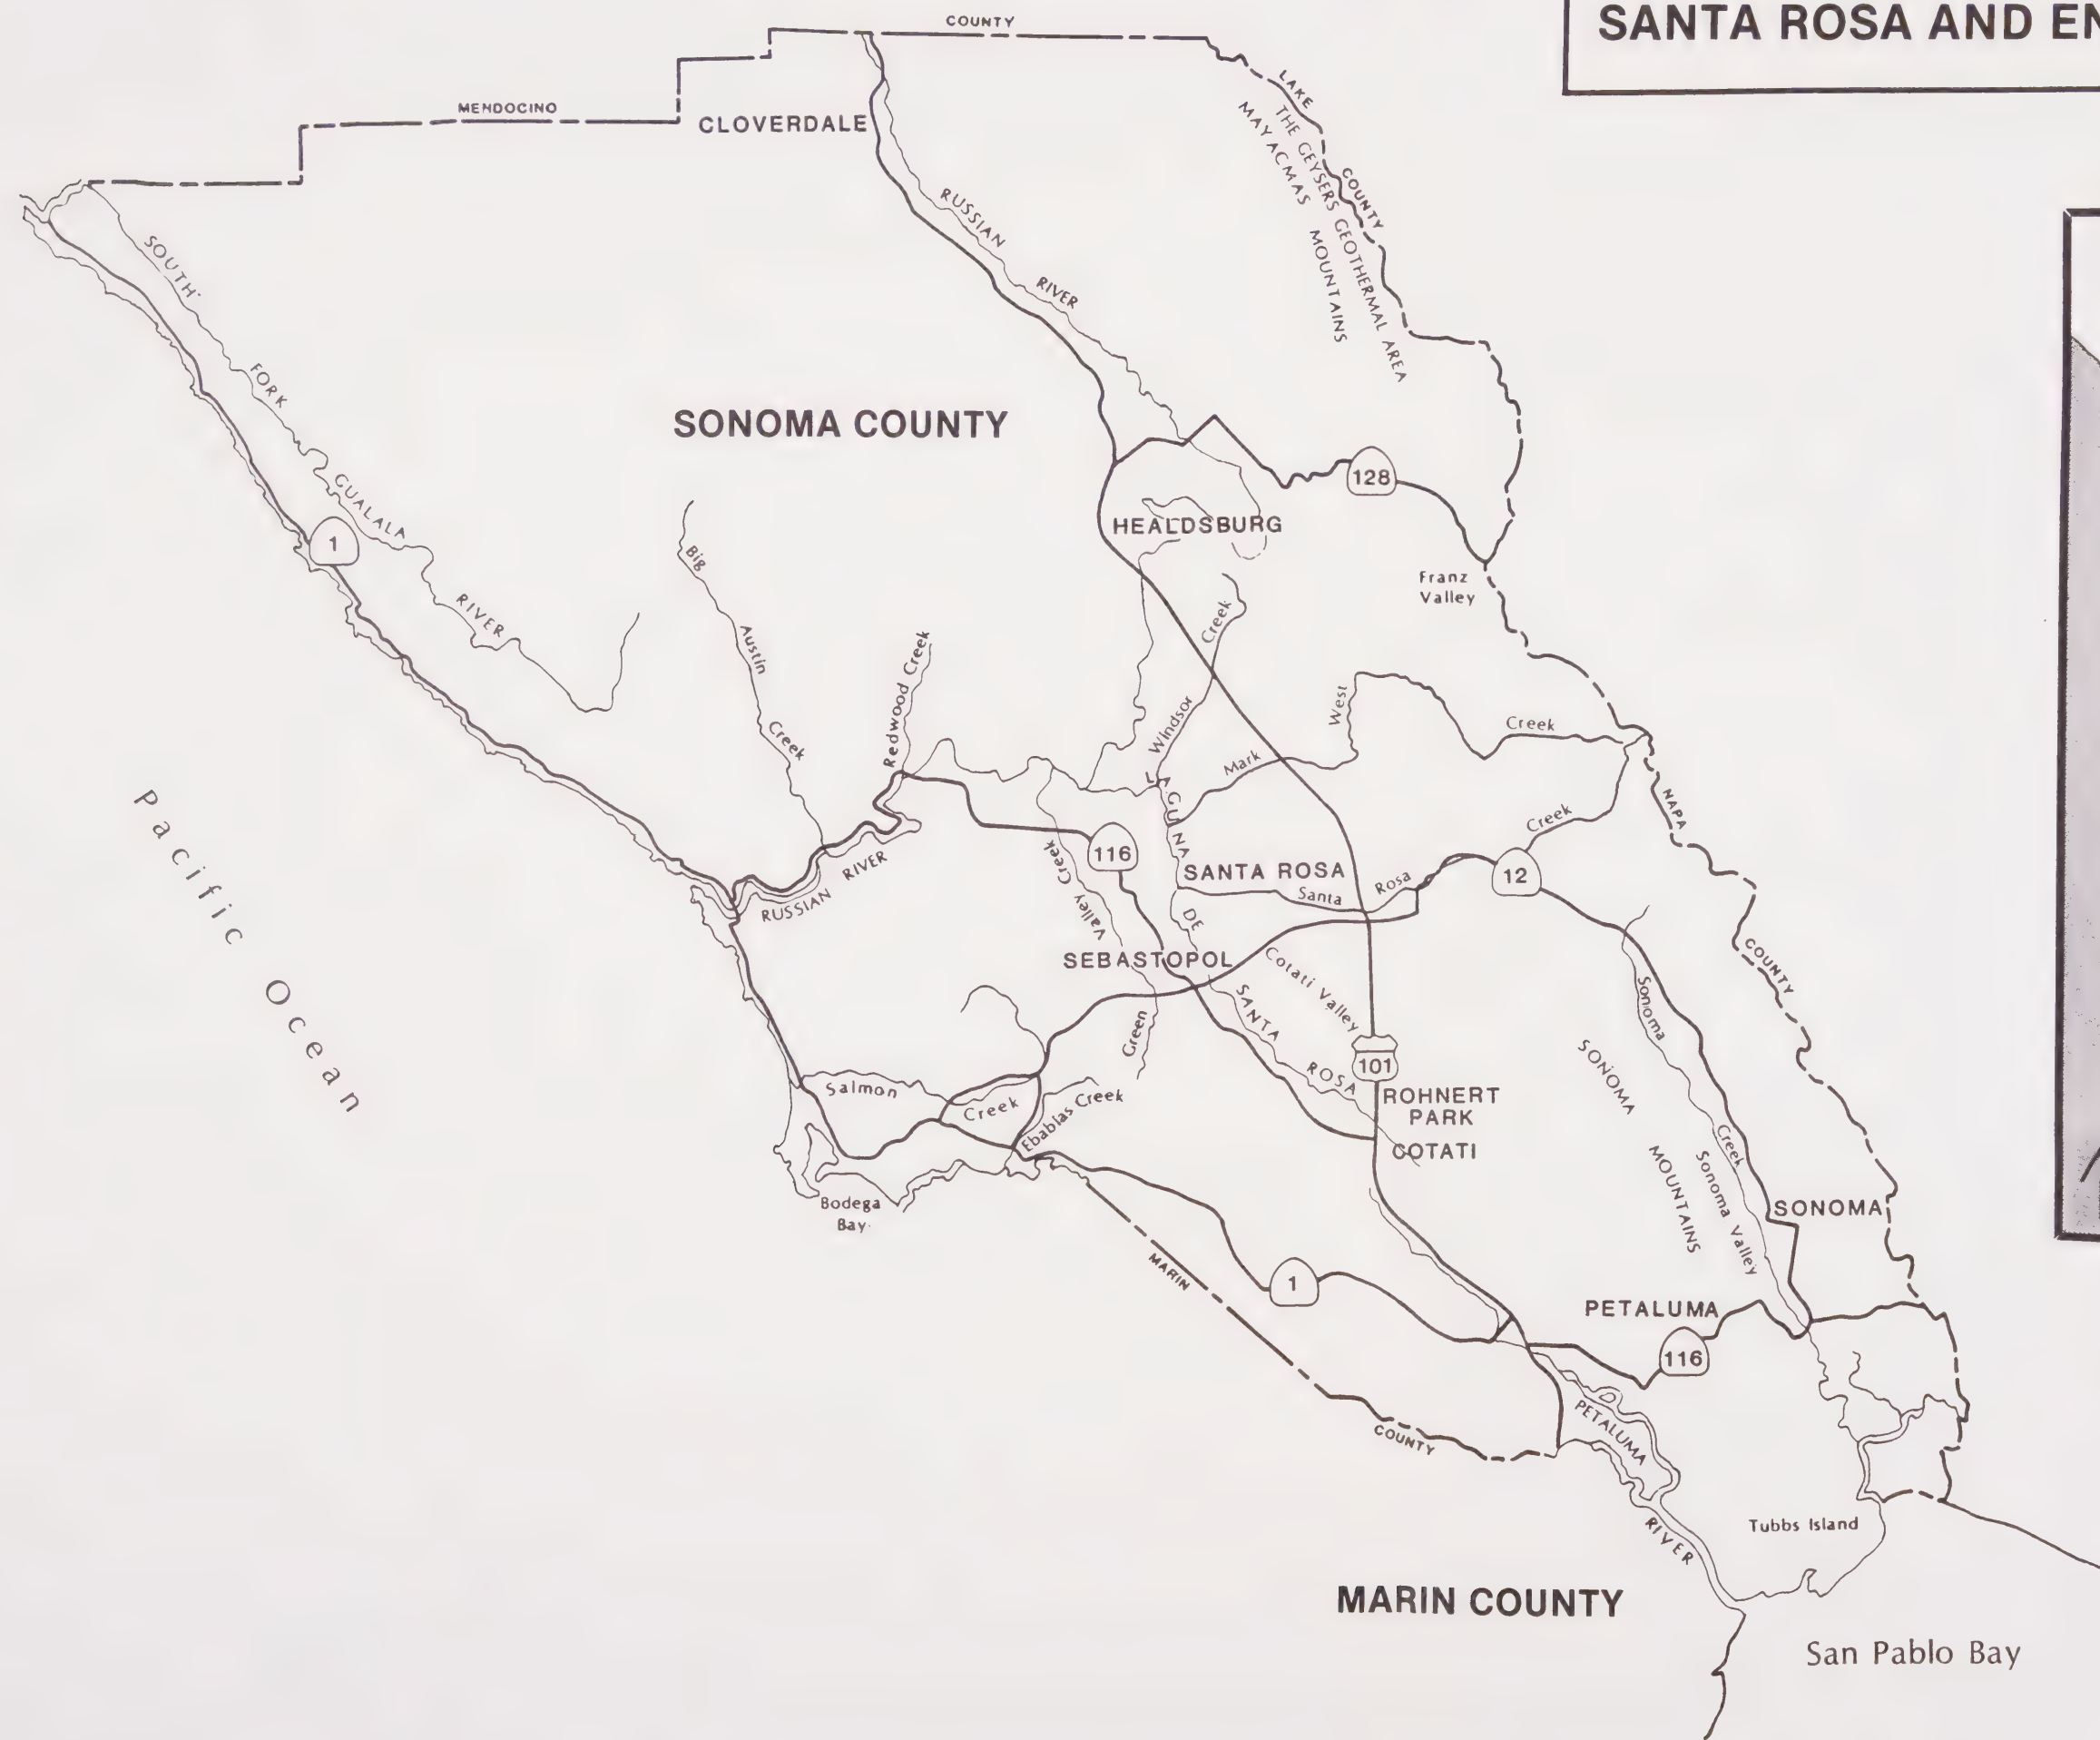 SANTA ROSA AND EN
COUNTY
MENDOCINO
CLOVERDALE
LAKE
COUNTY
THE GEYSERS GEOTHERMAL AREA
MAYACMAS MOUNTAINS
RUSSIAN
RIVER
SOUTH
FORK
GUALALA
RIVER
SONOMA COUNTY
128
HEALDSBURG
1
Big
Austin
Creek
Franz
Valley
Redwood Creek
Windsor
Creek
Mark
West
Creek
Pacific Ocean
NAPA
COUNTY
116
LAGUNA
DE
SANTA
ROSA
SANTA ROSA
Santa
Rosa
Creek
12
RUSSIAN
RIVER
Valley Creek
Green
SEBASTOPOL
Cotati Valley
101
Sonoma
Creek
SONOMA
MOUNTAINS
Sonoma Valley
Salmon
Creek
Ebabias Creek
ROHNERT
PARK
COTATI
Bodega
Bay
SONOMA
MARIN
COUNTY
1
PETALUMA
116
PETALUMA
RIVER
Tubbs Island
MARIN COUNTY
San Pablo Bay